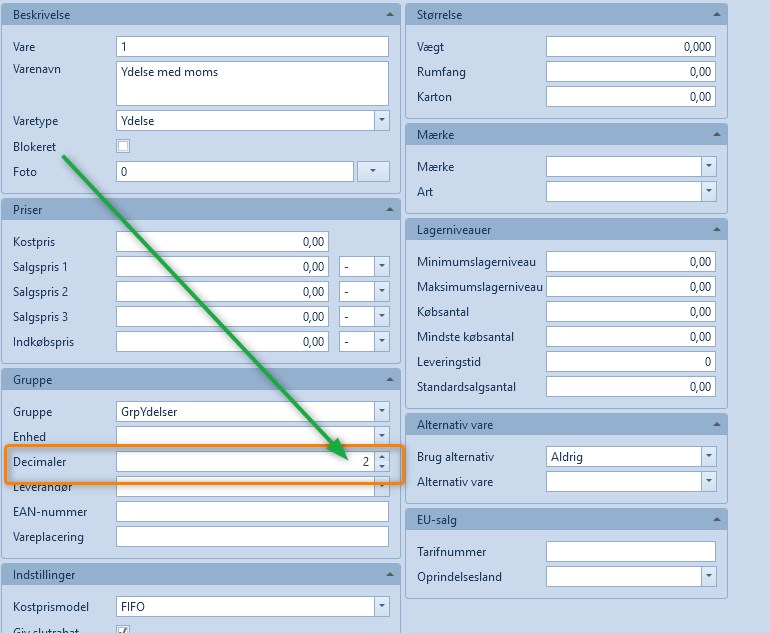 Beskrivelse
Vare 1
Varenavn Ydelse med moms
Varetype Ydelse
Blokeret
Foto 0
Priser
Kostpris 0,00
Salgspris 1 0,00 -
Salgspris 2 0,00 -
Salgspris 3 0,00 -
Indkøbspris 0,00 -
Gruppe
Gruppe GrpYdelser
Enhed
Decimaler 2
Leverandør
EAN-nummer
Vareplacering
Indstillinger
Kostprismodel FIFO
Giv slutrabat
Størrelse
Vægt 0,000
Rumfang 0,00
Karton 0,00
Mærke
Mærke
Art
Lagerniveauer
Minimumslagerniveau 0,00
Maksimumslagerniveau 0,00
Købsantal 0,00
Mindste købsantal 0,00
Leveringstid 0
Standardsalgsantal 0,00
Alternativ vare
Brug alternativ Aldrig
Alternativ vare
EU-salg
Tarifnummer
Oprindelsesland